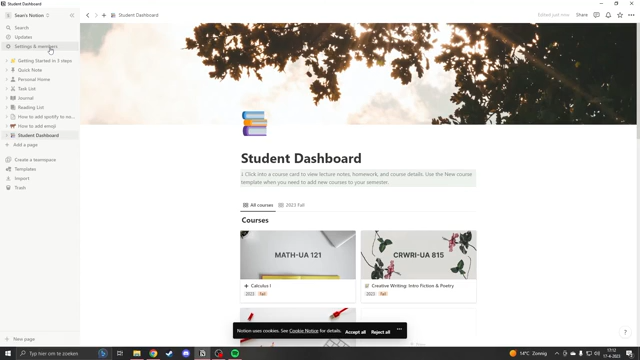 Student Dashboard
Sean's Notion
Student Dashboard
Edited just now
Share
Search
Updates
Settings & members
Getting Started in 3 steps
Quick Note
Personal Home
Task List
Journal
Reading List
How to add spotify to no...
How to add emoji
Student Dashboard
Add a page
Create a teamspace
Templates
Import
Trash
Student Dashboard
Click into a course card to view lecture notes, homework, and course details. Use the New course
template when you need to add new courses to your semester.
All courses
2023 Fall
Courses
MATH-UA 121
CRWRI-UA 815
Calculus I
Creative Writing: Intro Fiction & Poetry
2023 Fall
2023 Fall
Notion uses cookies. See Cookie Notice for details.
Accept all
Reject all
New page
Typ hier om te zoeken
14°C Zonnig
17:12
17-4-2023